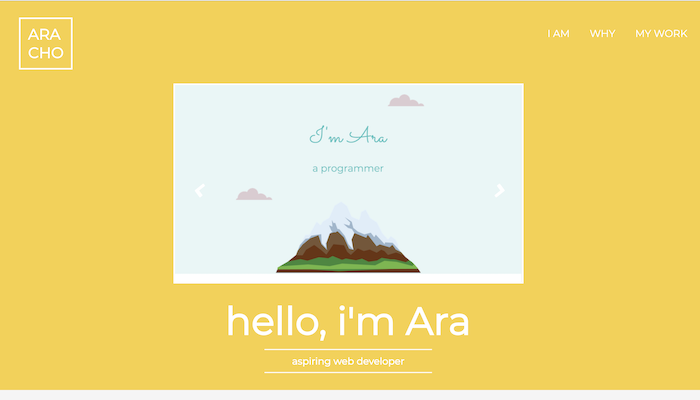 ARA
CHO
I AM WHY MY WORK
I'm Ara
a programmer
hello, i'm Ara
aspiring web developer